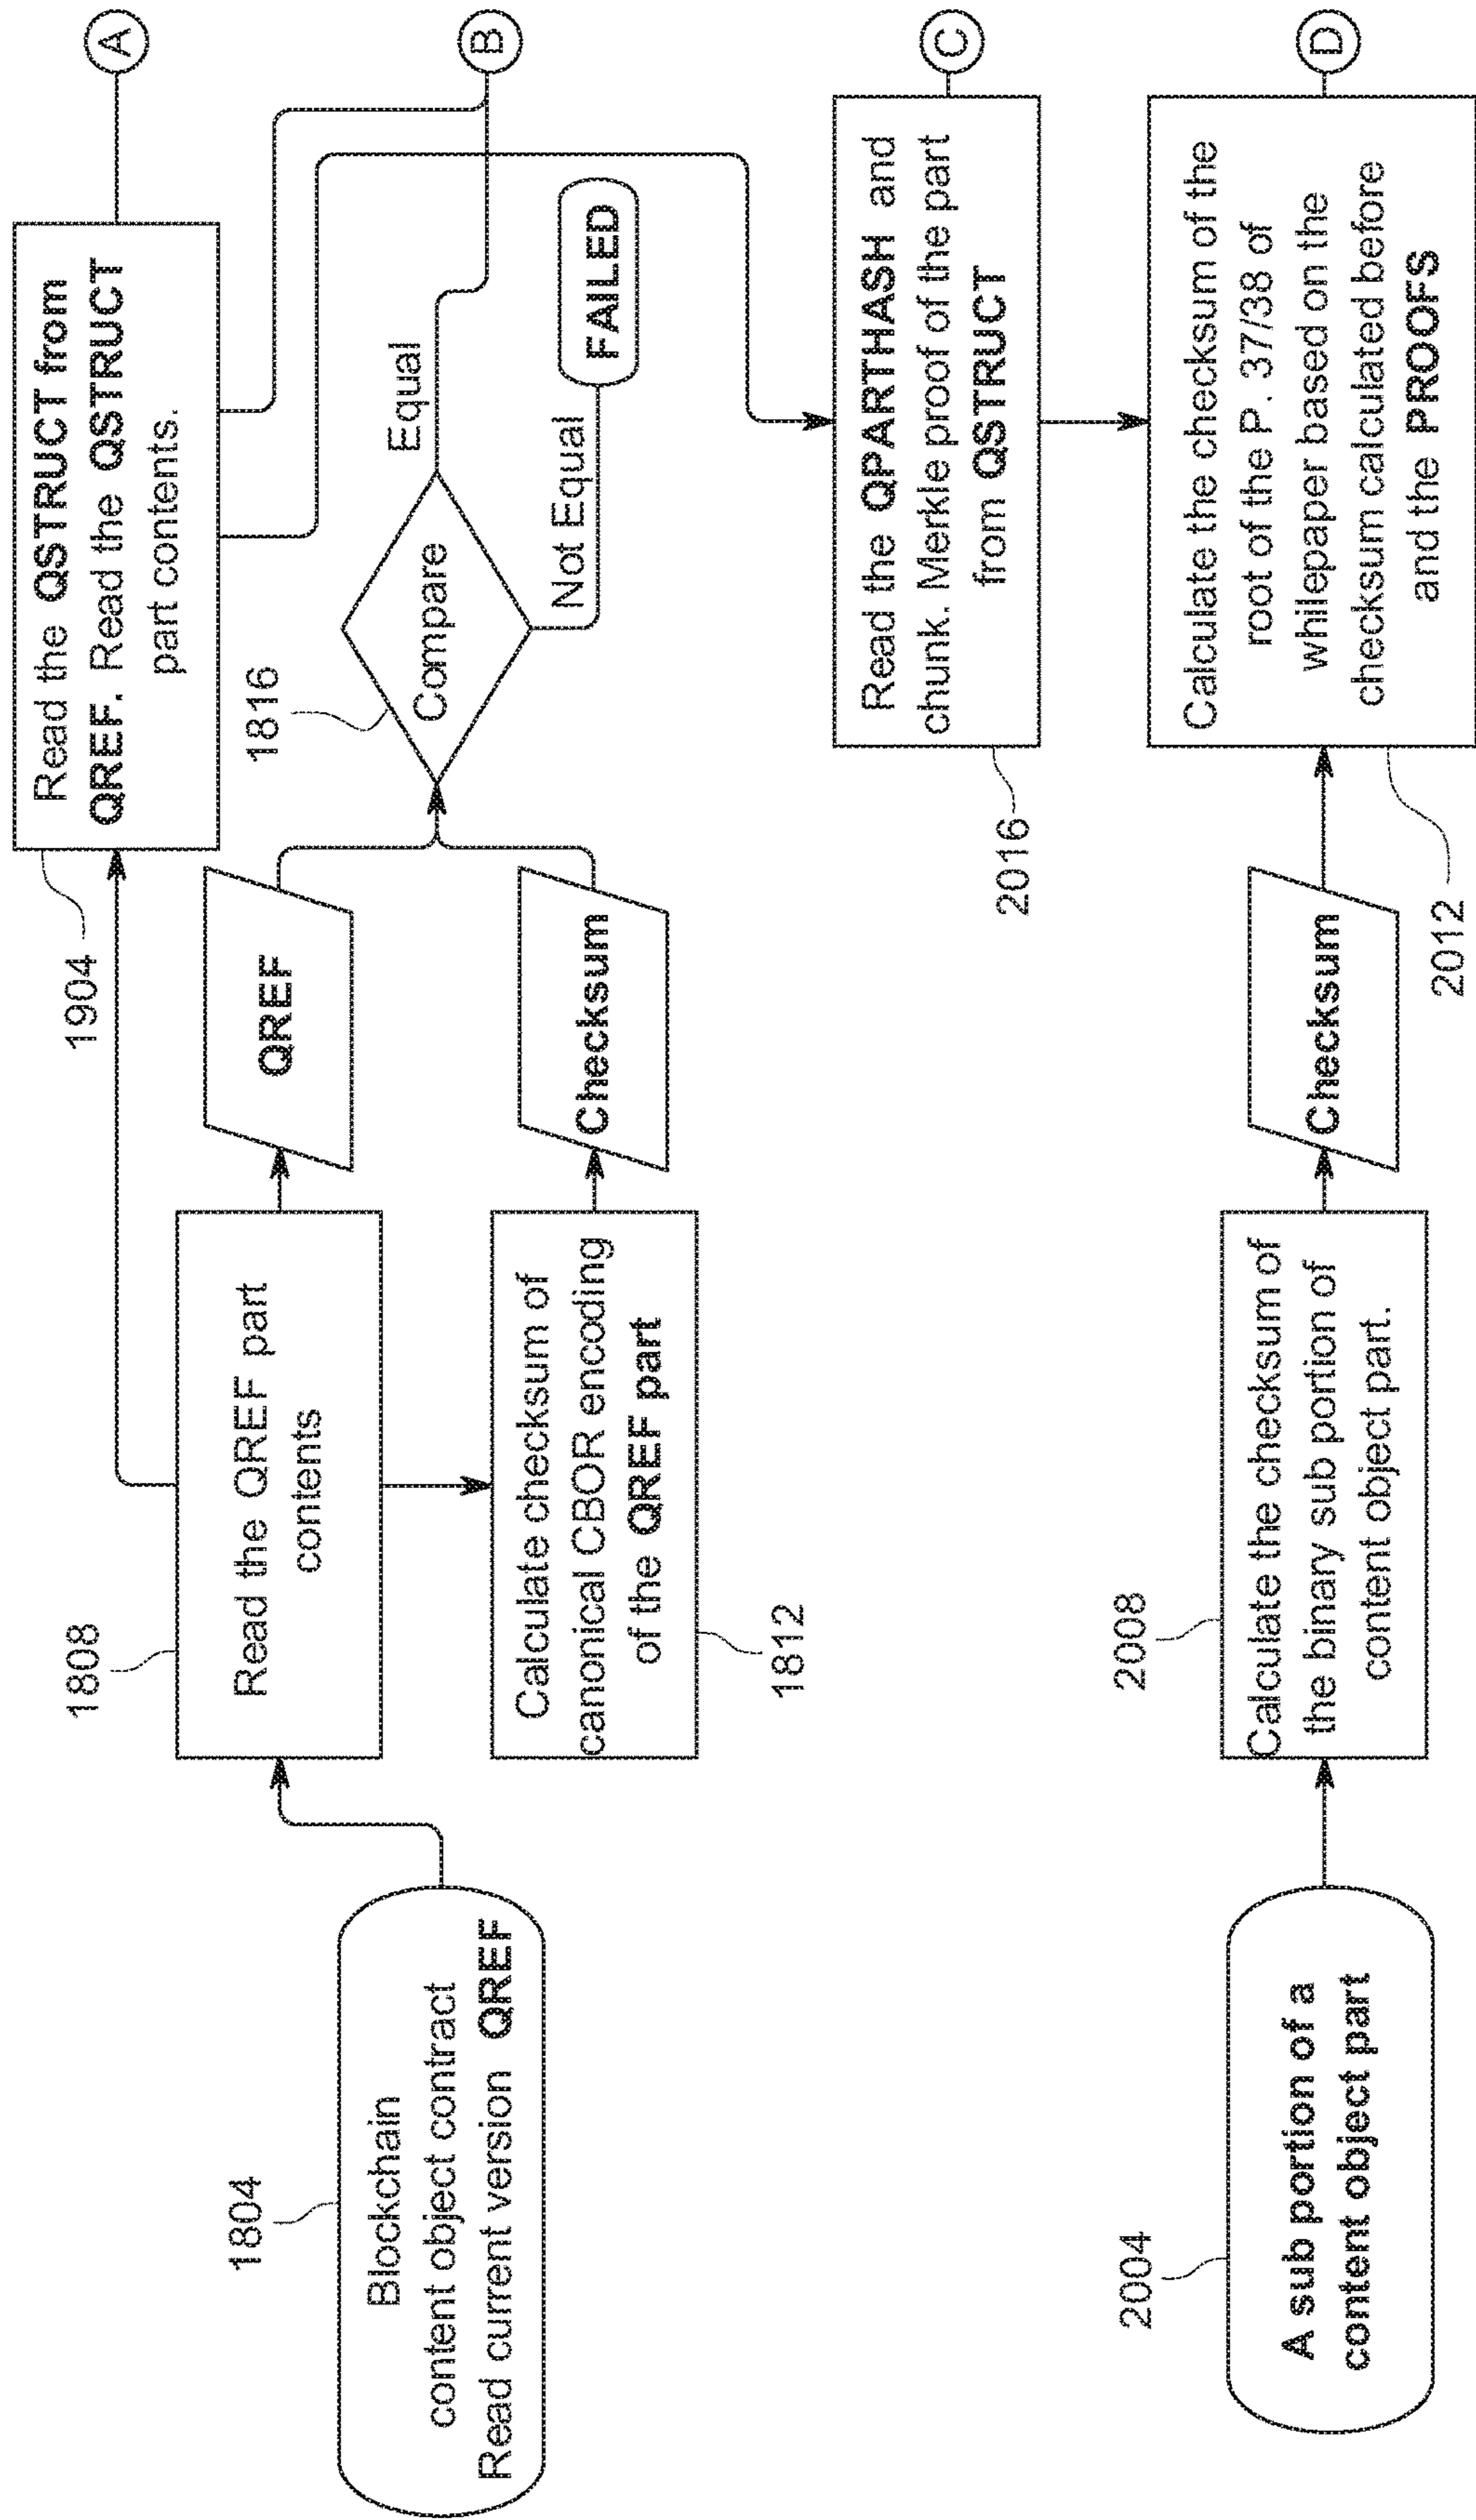 1804
Blockchain
content object contract
Read current version QREF
1808
Read the QREF part
contents
Calculate checksum of
canonical CBOR encoding
of the QREF part
1812
QREF
Checksum
1904
Read the QSTRUCT from
QREF. Read the QSTRUCT
part contents.
1816
Compare
Equal
Not Equal
FAILED
A
B
2004
A sub portion of a
content object part
2008
Calculate the checksum of
the binary sub portion of
content object part.
Checksum
2016
Read the QPARTHASH and
chunk. Merkle proof of the part
from QSTRUCT
C
2012
Calculate the checksum of the
root of the P. 37/38 of
whilepaper based on the
checksum calculated before
and the PROOFS
D